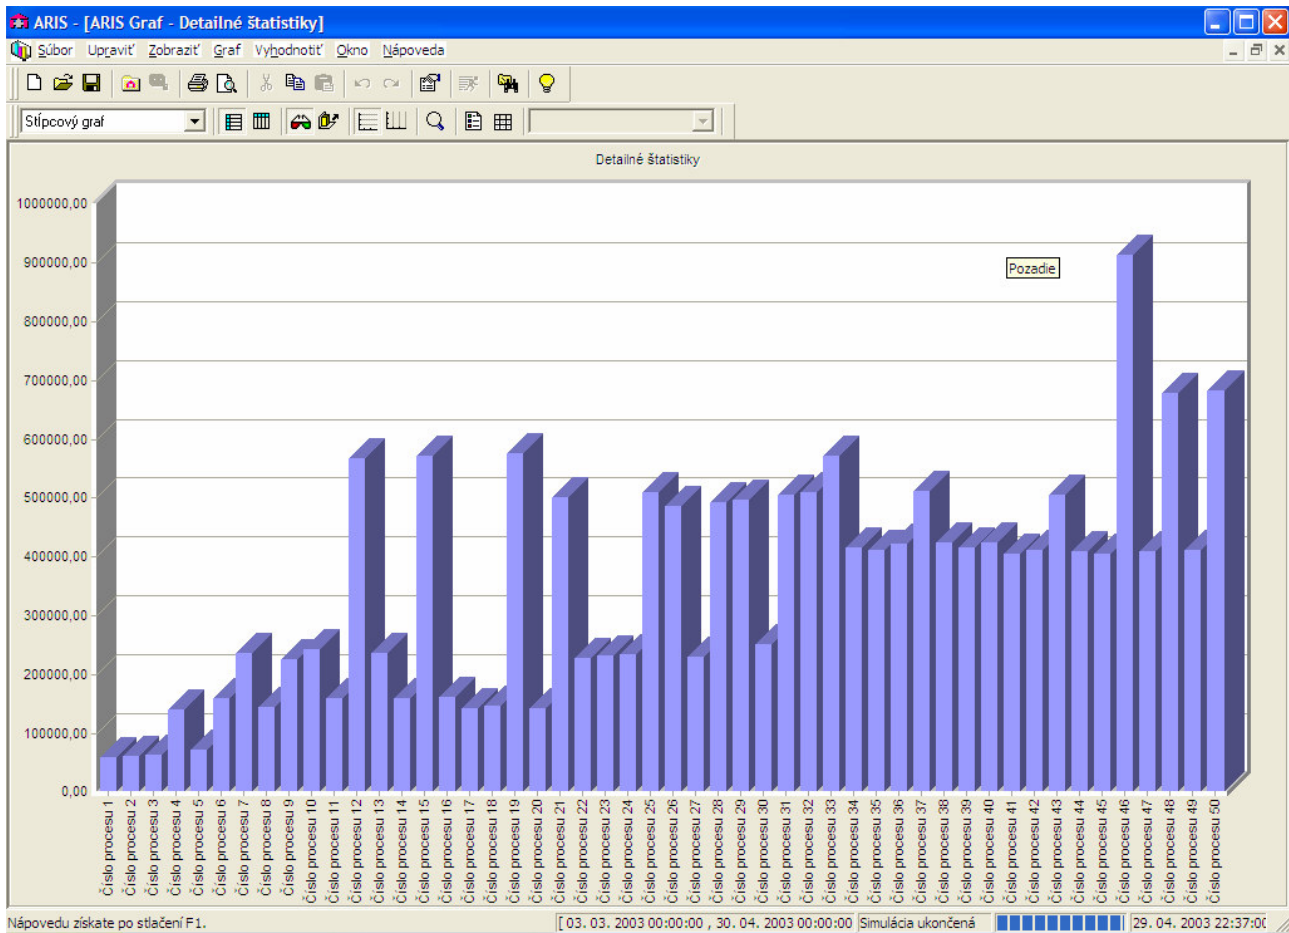 ARIS - [ARIS Graf - Detailné štatistiky]
Súbor Upraviť Zobraziť Graf Vyhodnotiť Okno Nápoveda
Stĺpcový graf
Detailné štatistiky
1000000,00
900000,00
800000,00
700000,00
600000,00
500000,00
400000,00
300000,00
200000,00
100000,00
0,00
Pozadie
Číslo procesu 1
Číslo procesu 2
Číslo procesu 3
Číslo procesu 4
Číslo procesu 5
Číslo procesu 6
Číslo procesu 7
Číslo procesu 8
Číslo procesu 9
Číslo procesu 10
Číslo procesu 11
Číslo procesu 12
Číslo procesu 13
Číslo procesu 14
Číslo procesu 15
Číslo procesu 16
Číslo procesu 17
Číslo procesu 18
Číslo procesu 19
Číslo procesu 20
Číslo procesu 21
Číslo procesu 22
Číslo procesu 23
Číslo procesu 24
Číslo procesu 25
Číslo procesu 26
Číslo procesu 27
Číslo procesu 28
Číslo procesu 29
Číslo procesu 30
Číslo procesu 31
Číslo procesu 32
Číslo procesu 33
Číslo procesu 34
Číslo procesu 35
Číslo procesu 36
Číslo procesu 37
Číslo procesu 38
Číslo procesu 39
Číslo procesu 40
Číslo procesu 41
Číslo procesu 42
Číslo procesu 43
Číslo procesu 44
Číslo procesu 45
Číslo procesu 46
Číslo procesu 47
Číslo procesu 48
Číslo procesu 49
Číslo procesu 50
Nápovedu získate po stlačení F1. [ 03. 03. 2003 00:00:00 , 30. 04. 2003 00:00:00 Simulácia ukončená 29. 04. 2003 22:37:00